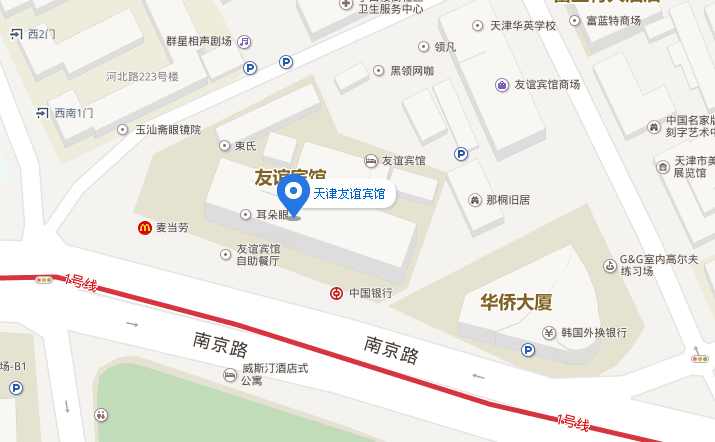 卫生服务中心
西2门
群星相声剧场
富蓝特商场
天津华英学校
领凡
河北路223号楼
黑领网咖
友谊宾馆商场
西南1门
玉汕斋眼镜院
中国名家版
刻字艺术中
束氏
友谊宾馆
天津市美
展览馆
友谊宾馆
天津友谊宾馆
那桐旧居
耳朵眼
麦当劳
友谊宾馆
自助餐厅
G&G室内高尔夫
练习场
1号线
中国银行
华侨大厦
韩国外换银行
南京路
南京路
场-B1
威斯汀酒店式
公寓
1号线